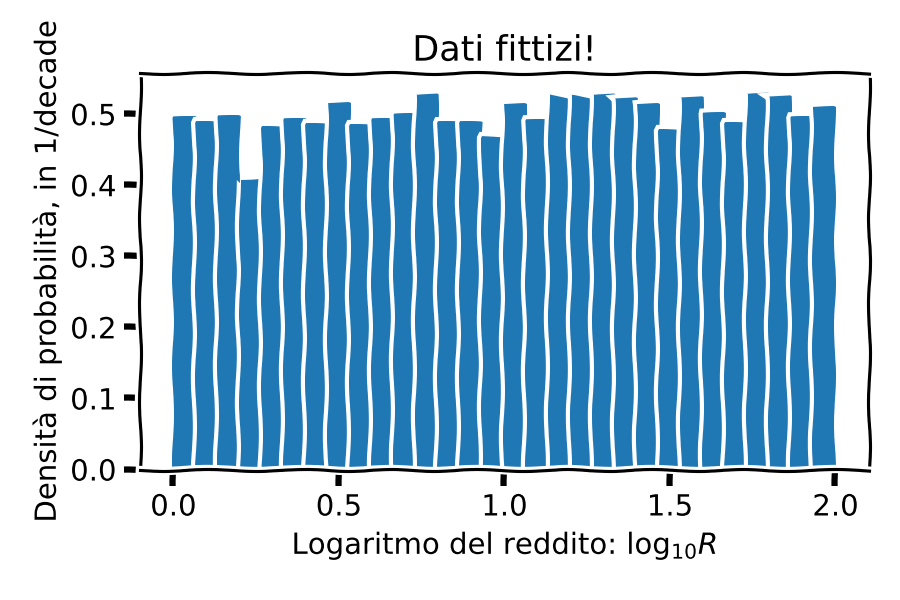 Dati fittizi!
Densità di probabilità, in 1/decade
0.5
0.4
0.3
0.2
0.1
0.0
0.0 0.5 1.0 1.5 2.0
Logaritmo del reddito: log₁₀R